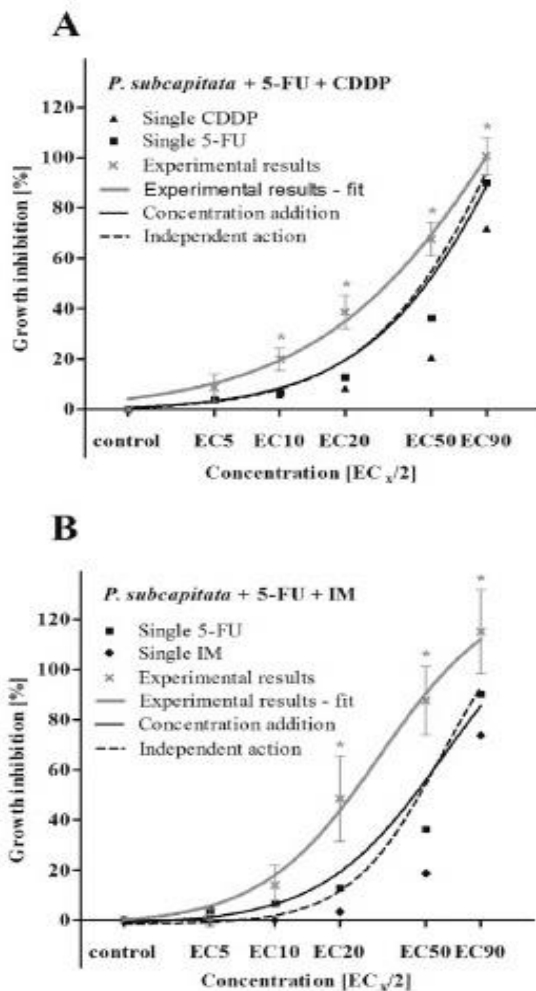 A
P. subcapitata + 5-FU + CDDP
Single CDDP
Single 5-FU
Experimental results
Experimental results - fit
Concentration addition
Independent action
Growth inhibition [%]
120
100
80
60
40
20
0
* * * * *
control EC5 EC10 EC20 EC50 EC90
Concentration [ECx/2]
B
P. subcapitata + 5-FU + IM
Single 5-FU
Single IM
Experimental results
Experimental results - fit
Concentration addition
Independent action
Growth inhibition [%]
120
100
80
60
40
20
0
* * *
control EC5 EC10 EC20 EC50 EC90
Concentration [ECx/2]